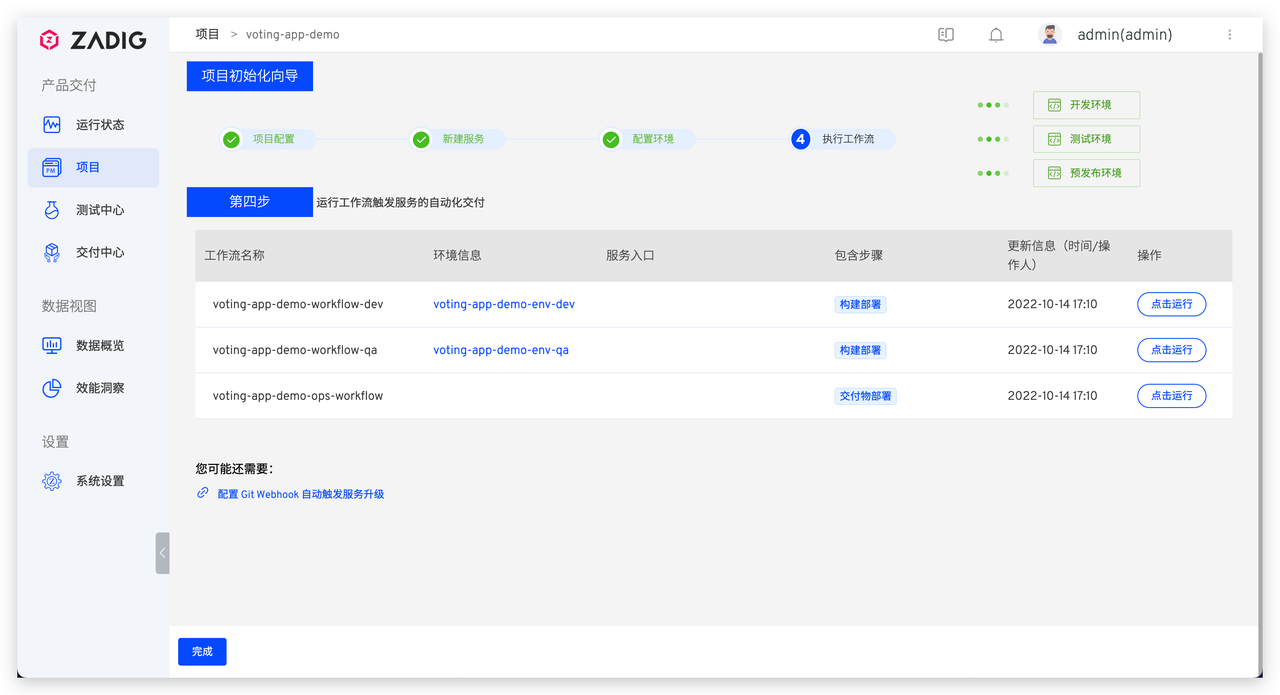 ZADIG
项目 > voting-app-demo
admin(admin)
产品交付
运行状态
项目
测试中心
交付中心
数据视图
数据概览
效能洞察
设置
系统设置
项目初始化向导
项目配置
新建服务
配置环境
4 执行工作流
开发环境
测试环境
预发布环境
第四步 运行工作流触发服务的自动化交付
工作流名称 环境信息 服务入口 包含步骤 更新信息（时间/操
作人） 操作
voting-app-demo-workflow-dev voting-app-demo-env-dev 构建部署 2022-10-14 17:10 点击运行
voting-app-demo-workflow-qa voting-app-demo-env-qa 构建部署 2022-10-14 17:10 点击运行
voting-app-demo-ops-workflow 交付物部署 2022-10-14 17:10 点击运行
您可能还需要：
配置 Git Webhook 自动触发服务升级
完成